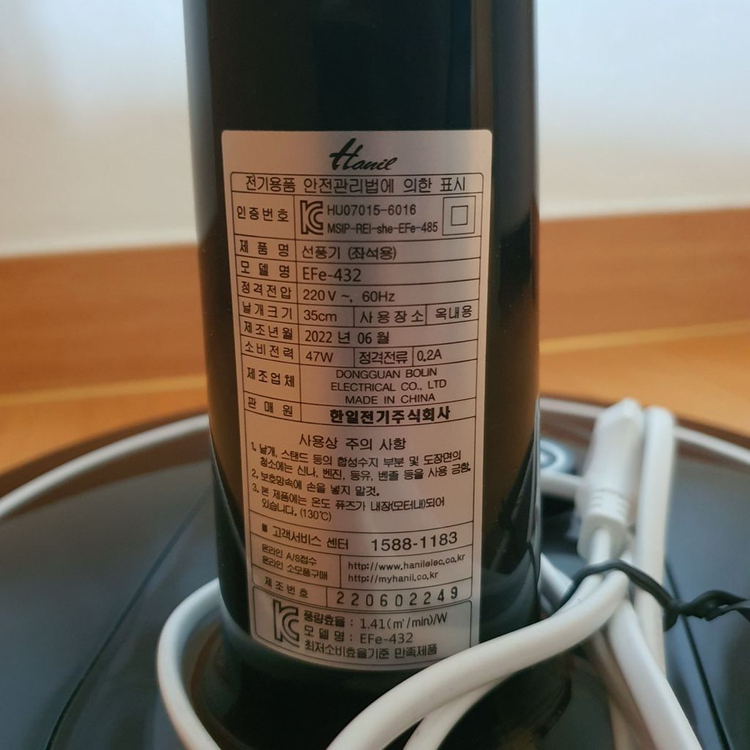 Hanil
전기용품 안전관리법에 의한 표시
인증번호 HU07015-6016
MSIP-REI-she-EFe-485
제품명 선풍기 (좌석용)
모델명 EFe-432
정격전압 220V ~, 60Hz
날개크기 35cm 사용장소 옥내용
제조년월 2022 년 06 월
소비전력 47W 정격전류 0.2A
제조업체 DONGGUAN BOLIN
ELECTRICAL CO., LTD
MADE IN CHINA
판매원 한일전기주식회사
사용상 주의 사항
1. 날개, 스탠드 등의 합성수지 부분 및 도장면의
청소에는 신나, 벤진, 등유, 벤졸 등을 사용 금함.
2. 보호망속에 손을 넣지 말것.
3. 본 제품에는 온도 퓨즈가 내장(모터내)되어
있습니다. (130℃)
■ 고객서비스 센터 1588-1183
온라인 A/S접수 http://www.hanilelec.co.kr
온라인 소모품구매 http://myhanil.co.kr
제조번호 220602249
풍량효율 : 1.41(㎥/min)/W
모델명 : EFe-432
최저소비효율기준 만족제품